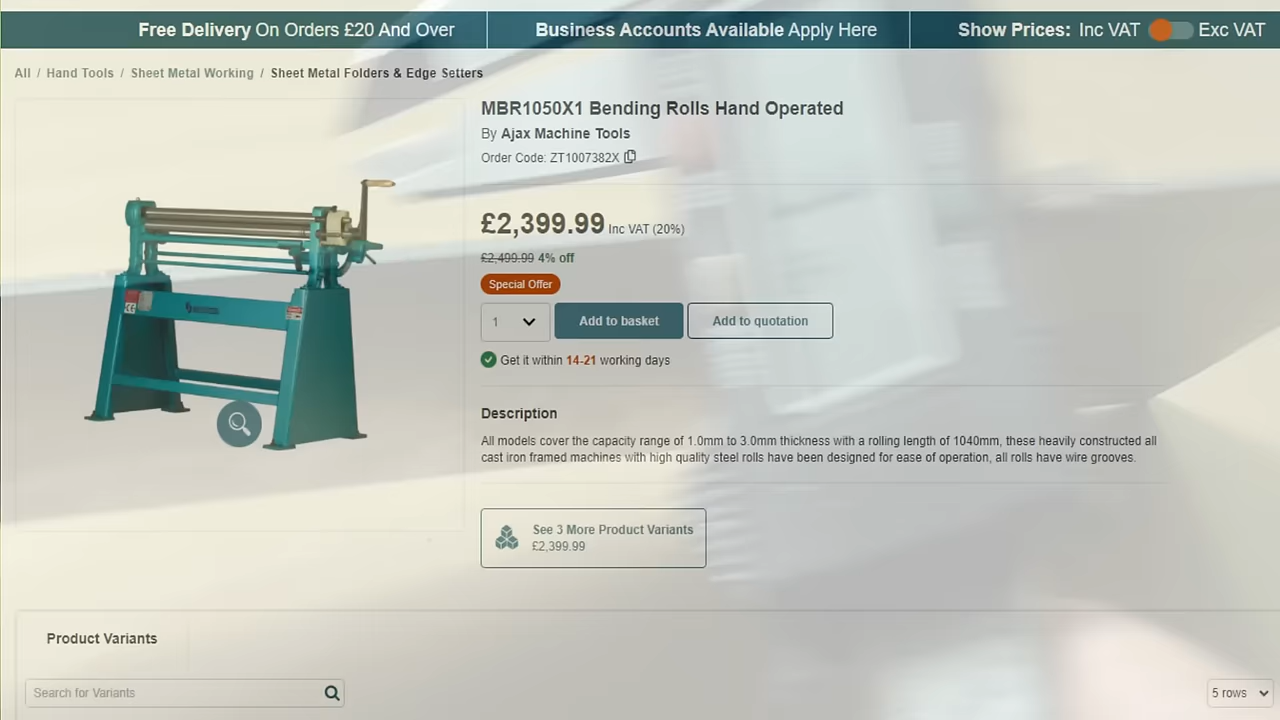 Free Delivery On Orders £20 And Over
Business Accounts Available Apply Here
Show Prices: Inc VAT Exc VAT
All / Hand Tools / Sheet Metal Working / Sheet Metal Folders & Edge Setters
MBR1050X1 Bending Rolls Hand Operated
By Ajax Machine Tools
Order Code: ZT1007382X
£2,399.99 Inc VAT (20%)
£2,499.99 4% off
Special Offer
1
Add to basket
Add to quotation
Get it within 14-21 working days
Description
All models cover the capacity range of 1.0mm to 3.0mm thickness with a rolling length of 1040mm, these heavily constructed all
cast iron framed machines with high quality steel rolls have been designed for ease of operation, all rolls have wire grooves.
See 3 More Product Variants
£2,399.99
Product Variants
Search for Variants
5 rows